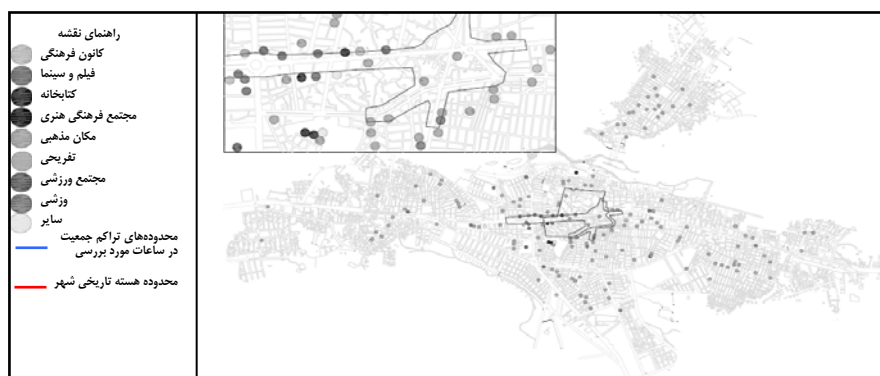 راهنمای نقشه
کانون فرهنگی
فیلم و سینما
کتابخانه
مجتمع فرهنگی هنری
مکان مذهبی
تفریحی
مجتمع ورزشی
ورزشی
سایر
محدوده‌های تراکم جمعیت
در ساعات مورد بررسی
محدوده هسته تاریخی شهر